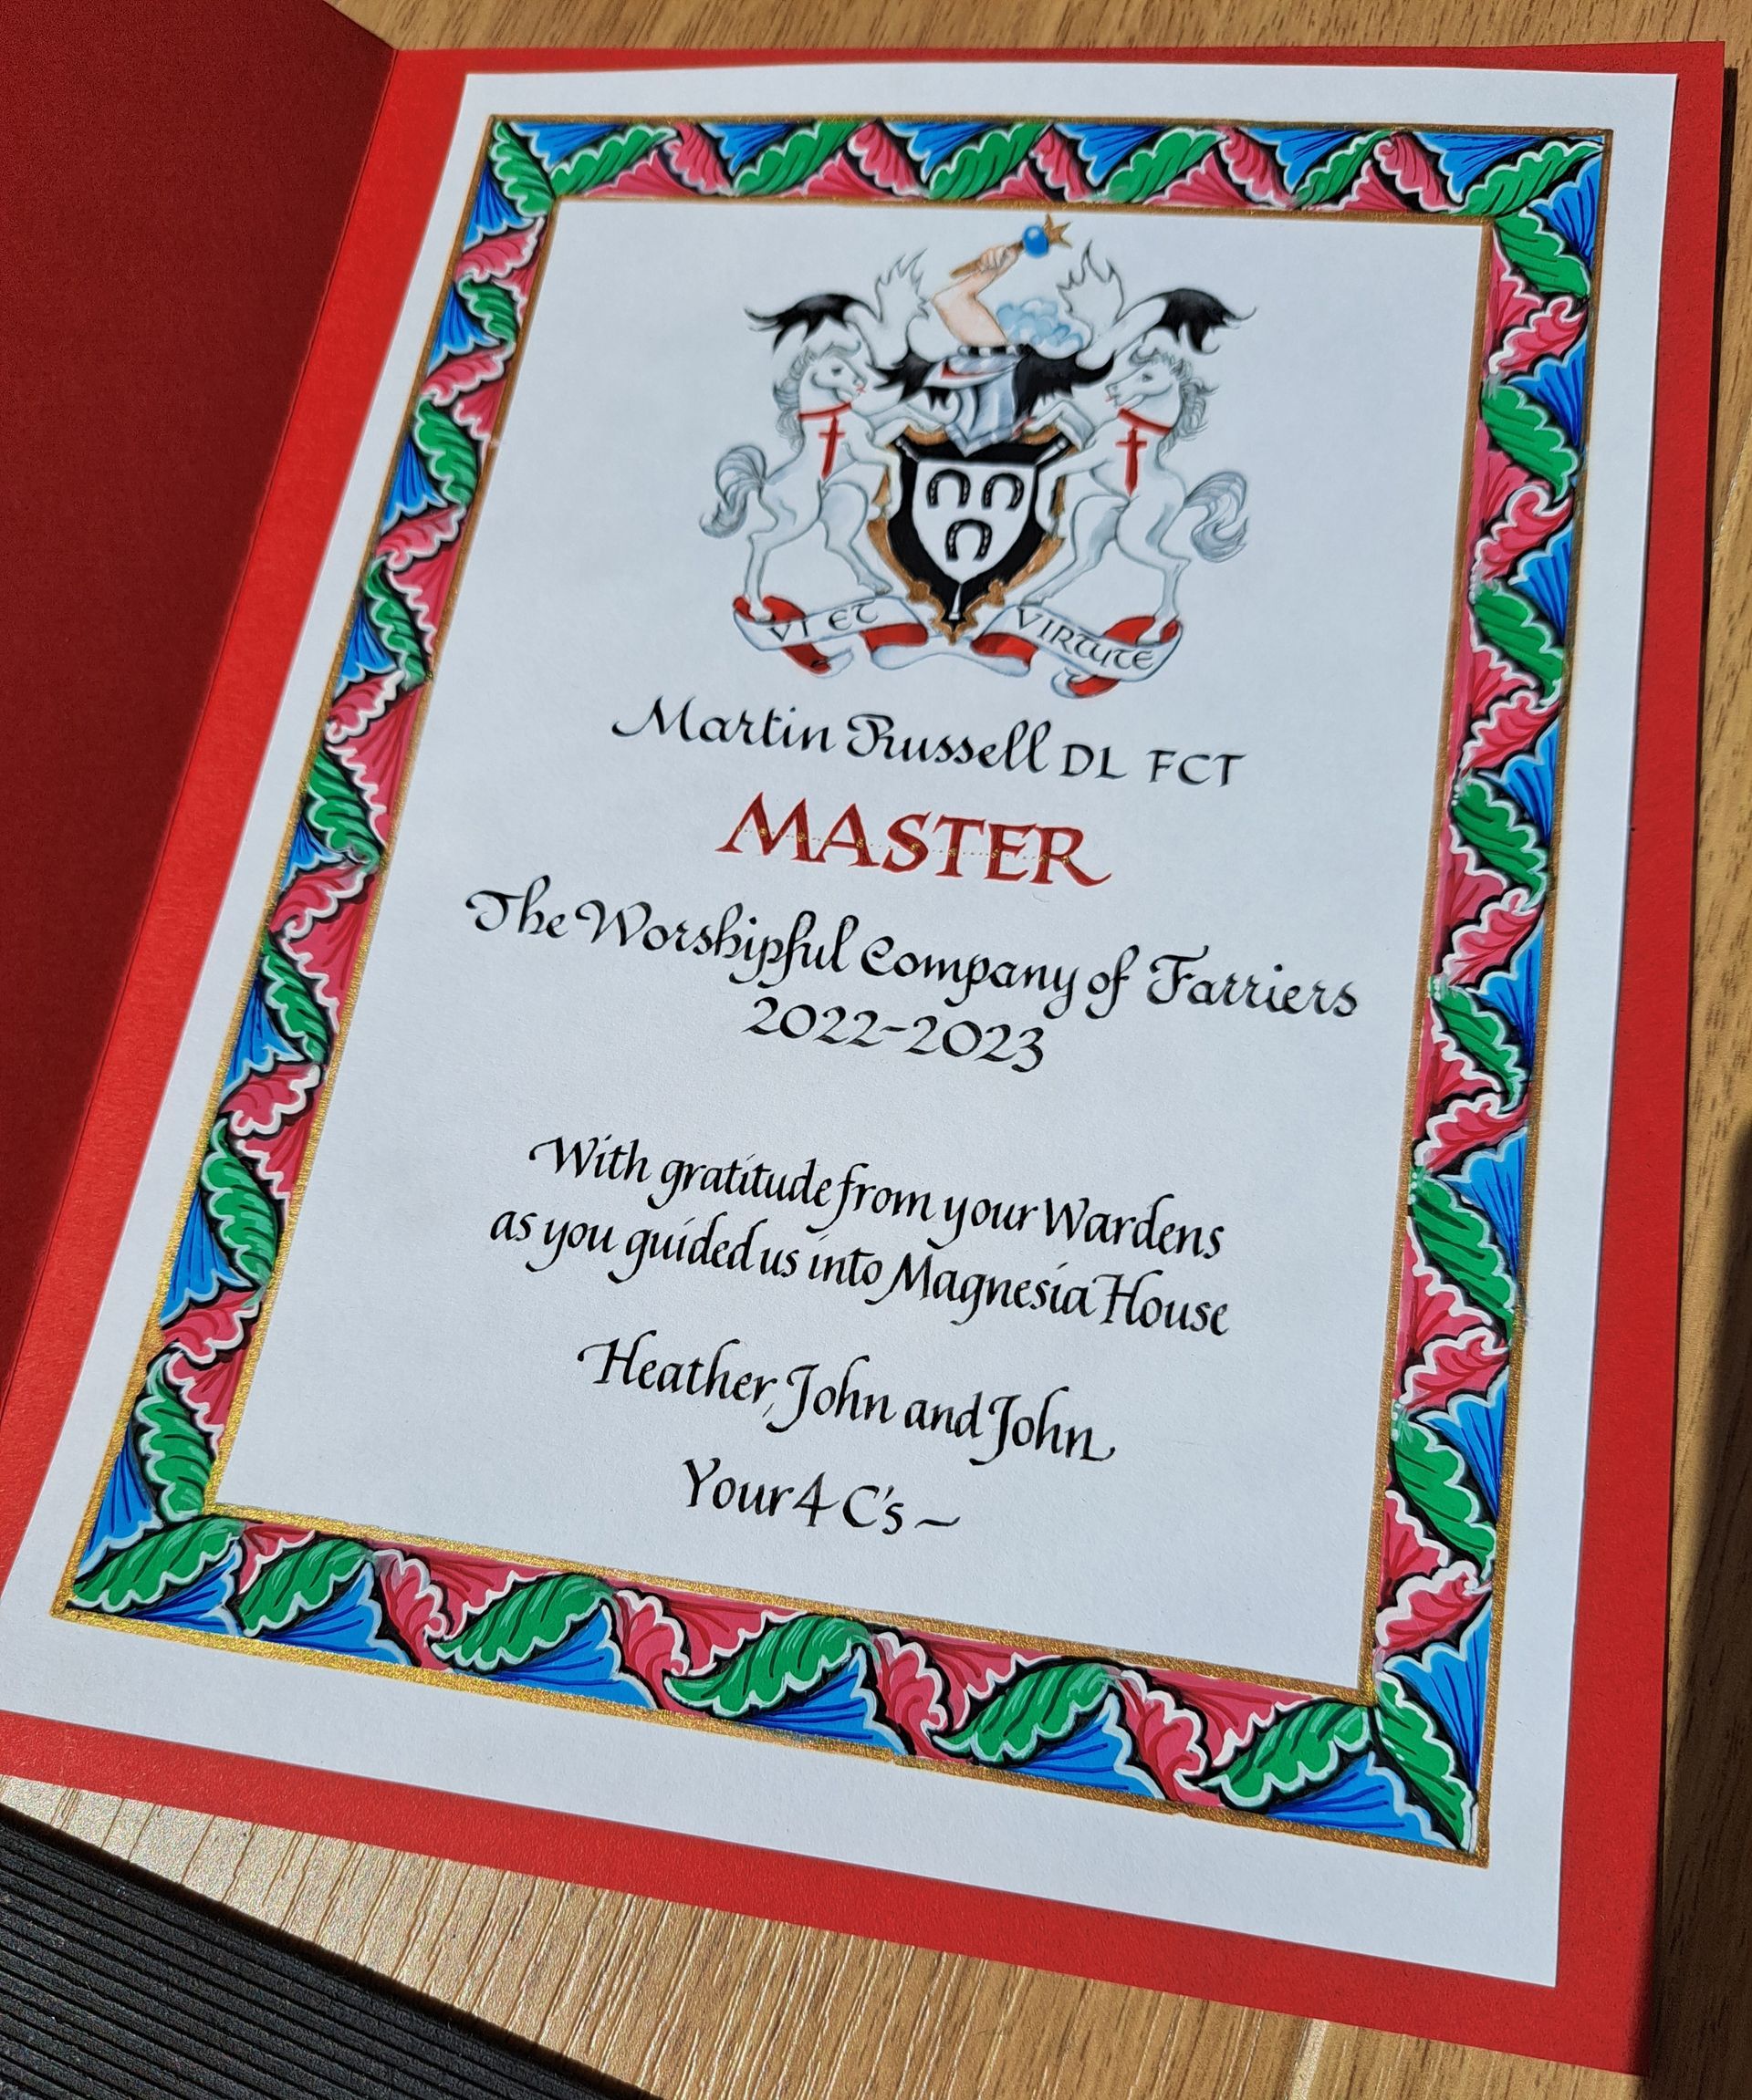 VI ET VIRTUTE
Martin Russell DL FCT
MASTER
The Worshipful Company of Farriers
2022-2023
With gratitude from your Wardens
as you guided us into Magnesia House
Heather, John and John
Your 4 C's ~